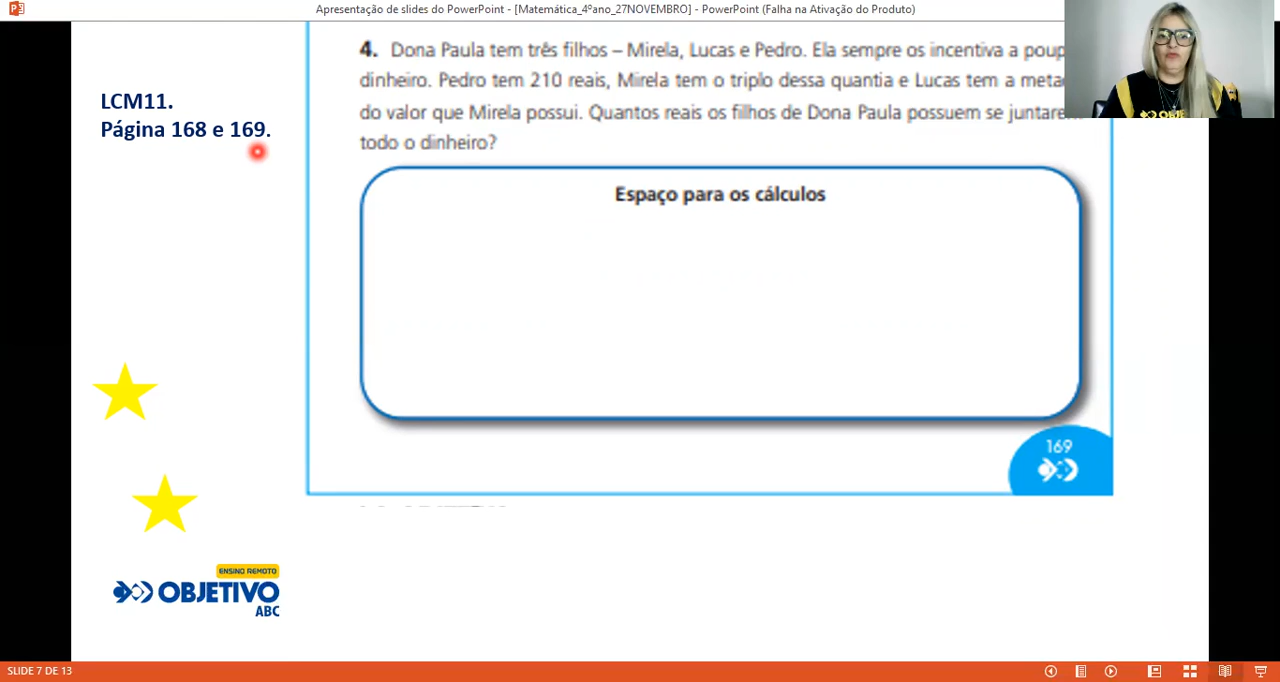 Apresentação de slides do PowerPoint - [Matemática_4ºano_27NOVEMBRO] - PowerPoint (Falha na Ativação do Produto)
LCM11.
Página 168 e 169.
4. Dona Paula tem três filhos – Mirela, Lucas e Pedro. Ela sempre os incentiva a poup
dinheiro. Pedro tem 210 reais, Mirela tem o triplo dessa quantia e Lucas tem a meta
do valor que Mirela possui. Quantos reais os filhos de Dona Paula possuem se juntare
todo o dinheiro?
Espaço para os cálculos
169
ENSINO REMOTO
OBJETIVO
ABC
SLIDE 7 DE 13